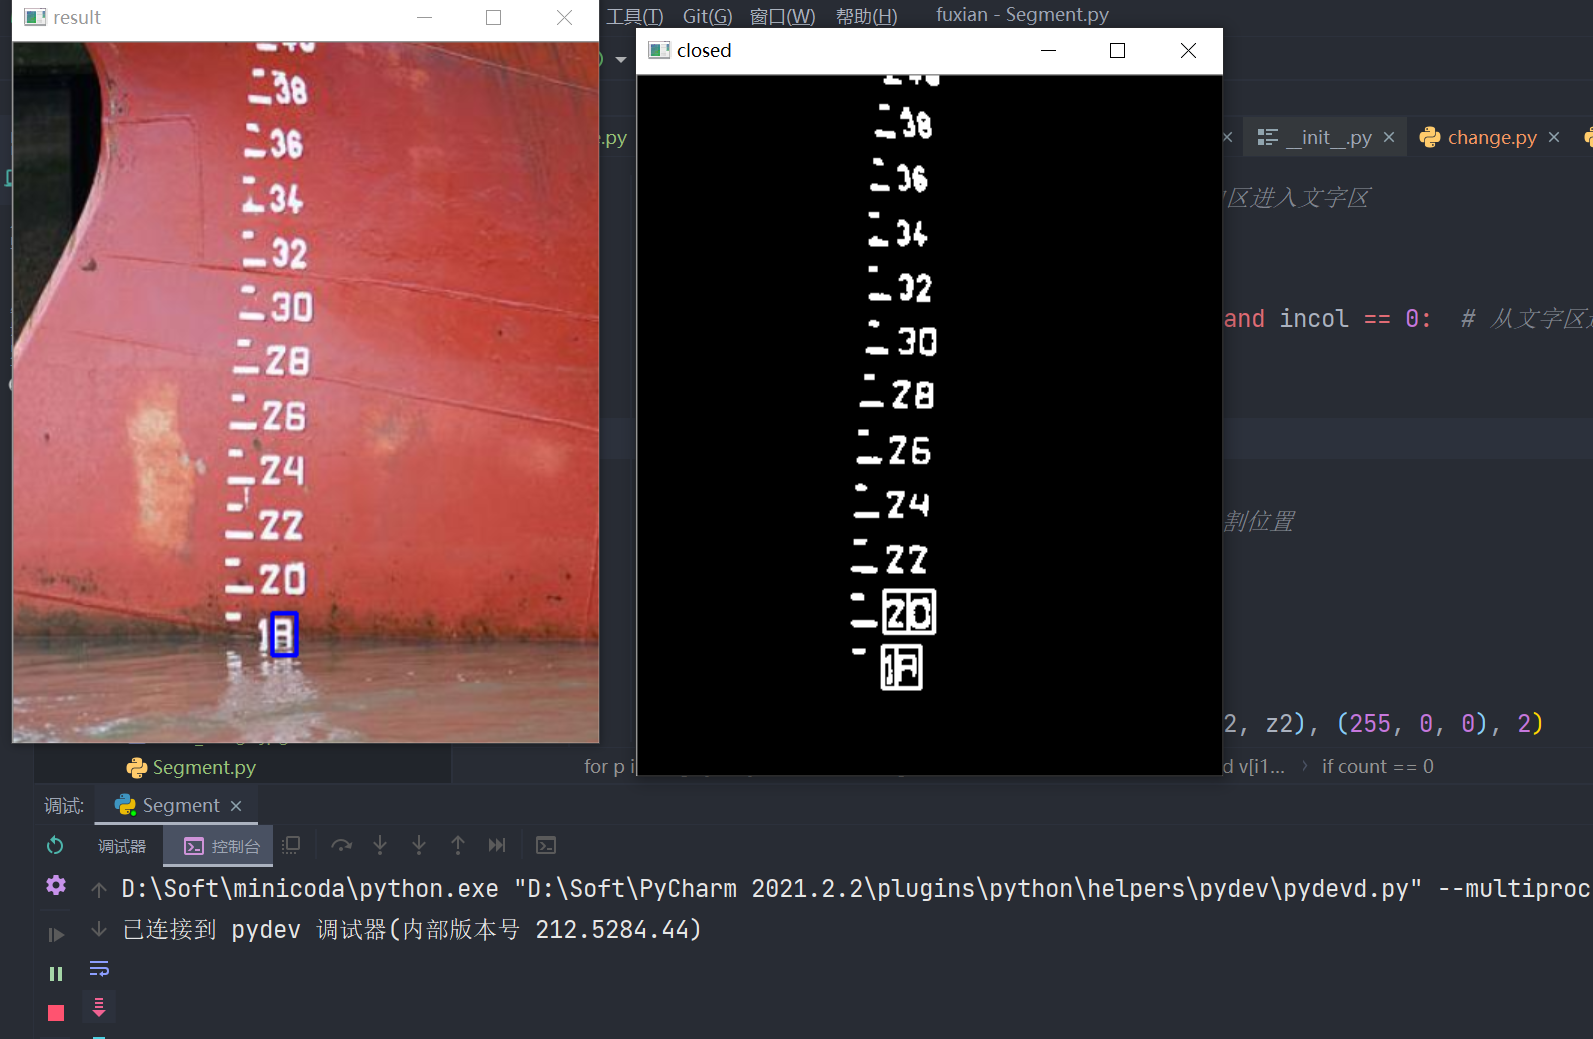 result
工具(T) Git(G) 窗口(W) 帮助(H) fuxian - Segment.py
closed
.py
__init__.py
change.py
40
38
36
34
32
30
28
26
24
22
20
18
38
36
34
32
30
28
26
24
22
20
区进入文字区
and incol == 0: # 从文字区
割位置
2, z2), (255, 0, 0), 2)
Segment.py
for p i
d v[i1...
if count == 0
调试:
Segment
调试器
控制台
D:\Soft\minicoda\python.exe "D:\Soft\PyCharm 2021.2.2\plugins\python\helpers\pydev\pydevd.py" --multiproc
已连接到 pydev 调试器(内部版本号 212.5284.44)